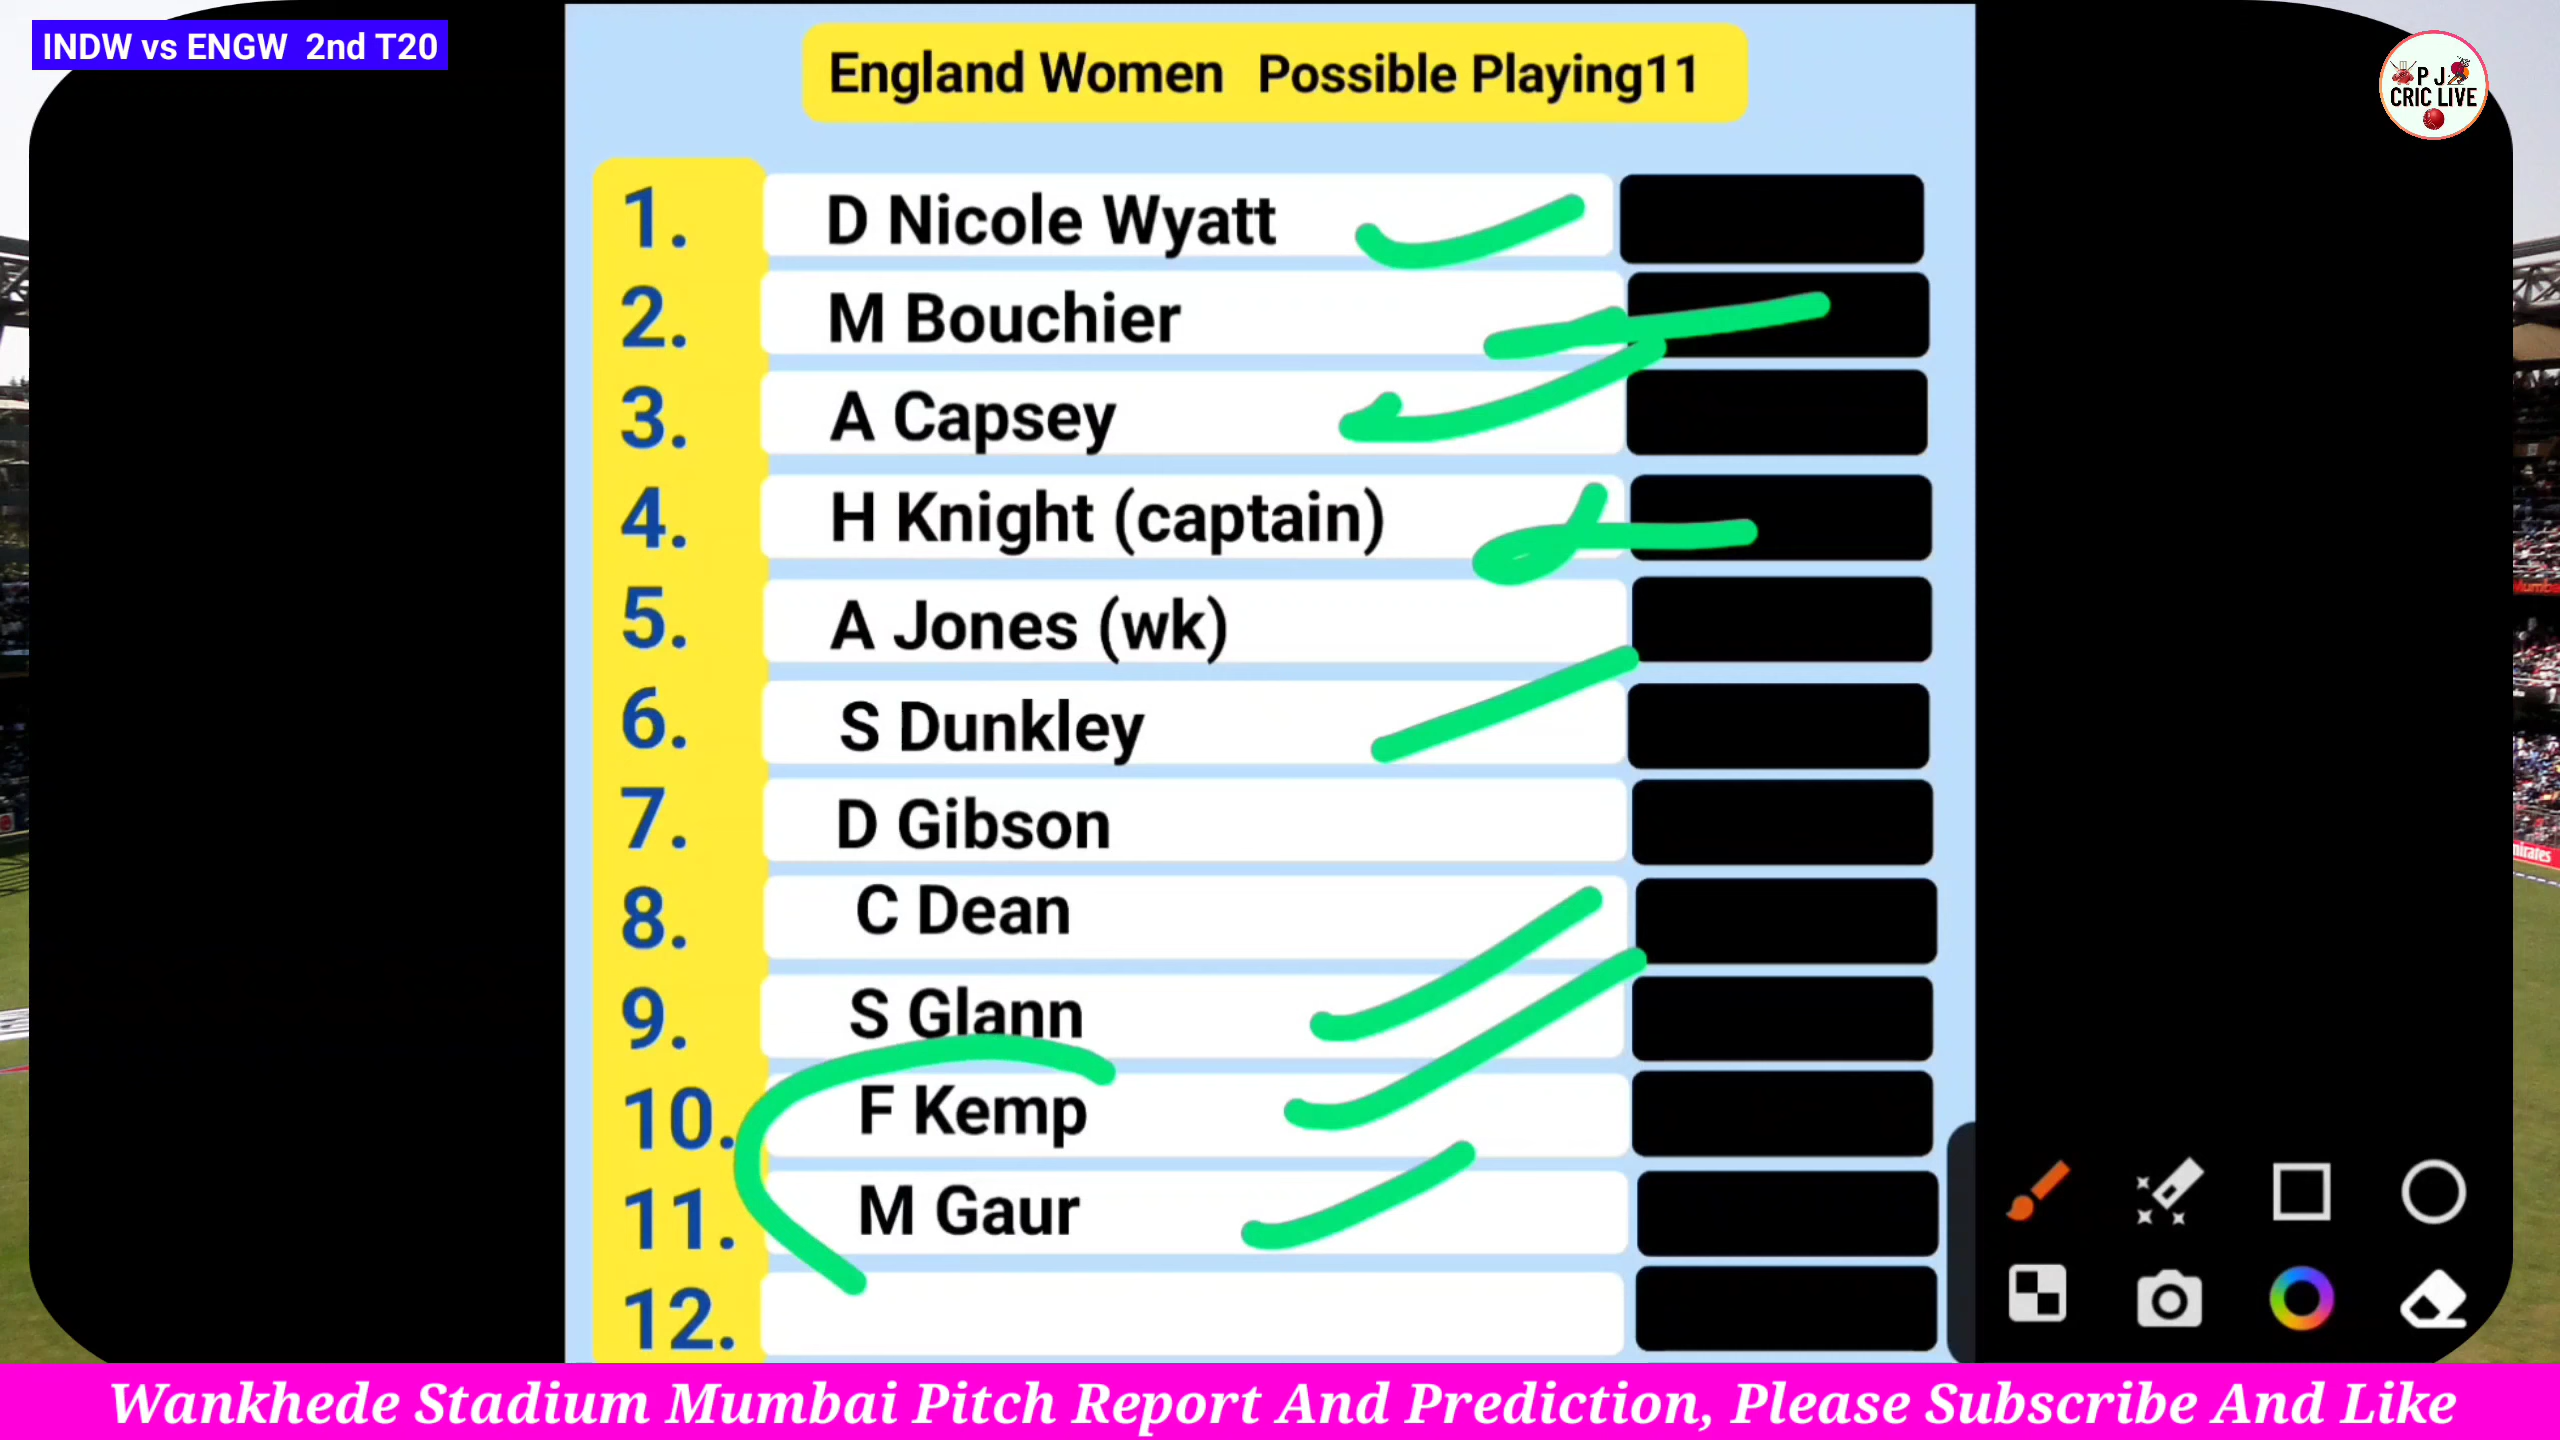 INDW vs ENGW 2nd T20
England Women Possible Playing11
P J
CRIC LIVE
1. D Nicole Wyatt
2. M Bouchier
3. A Capsey
4. H Knight (captain)
5. A Jones (wk)
6. S Dunkley
7. D Gibson
8. C Dean
9. S Glann
10. F Kemp
11. M Gaur
12.
Wankhede Stadium Mumbai Pitch Report And Prediction, Please Subscribe And Like